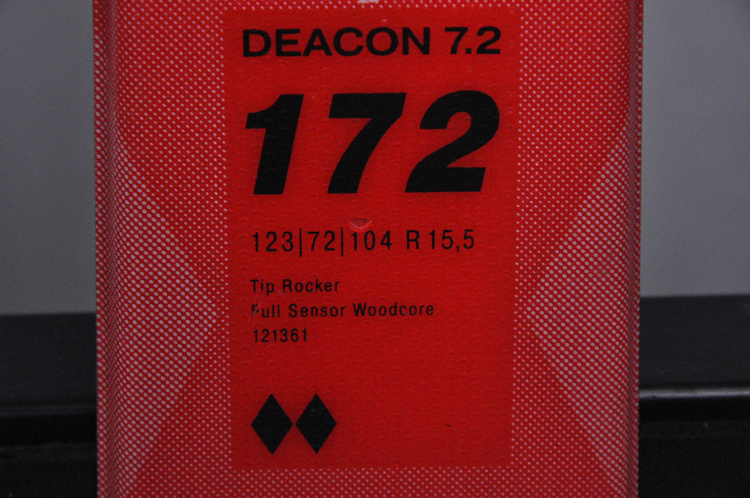 DEACON 7.2
172
123|72|104 R 15,5
Tip Rocker
Full Sensor Woodcore
121361